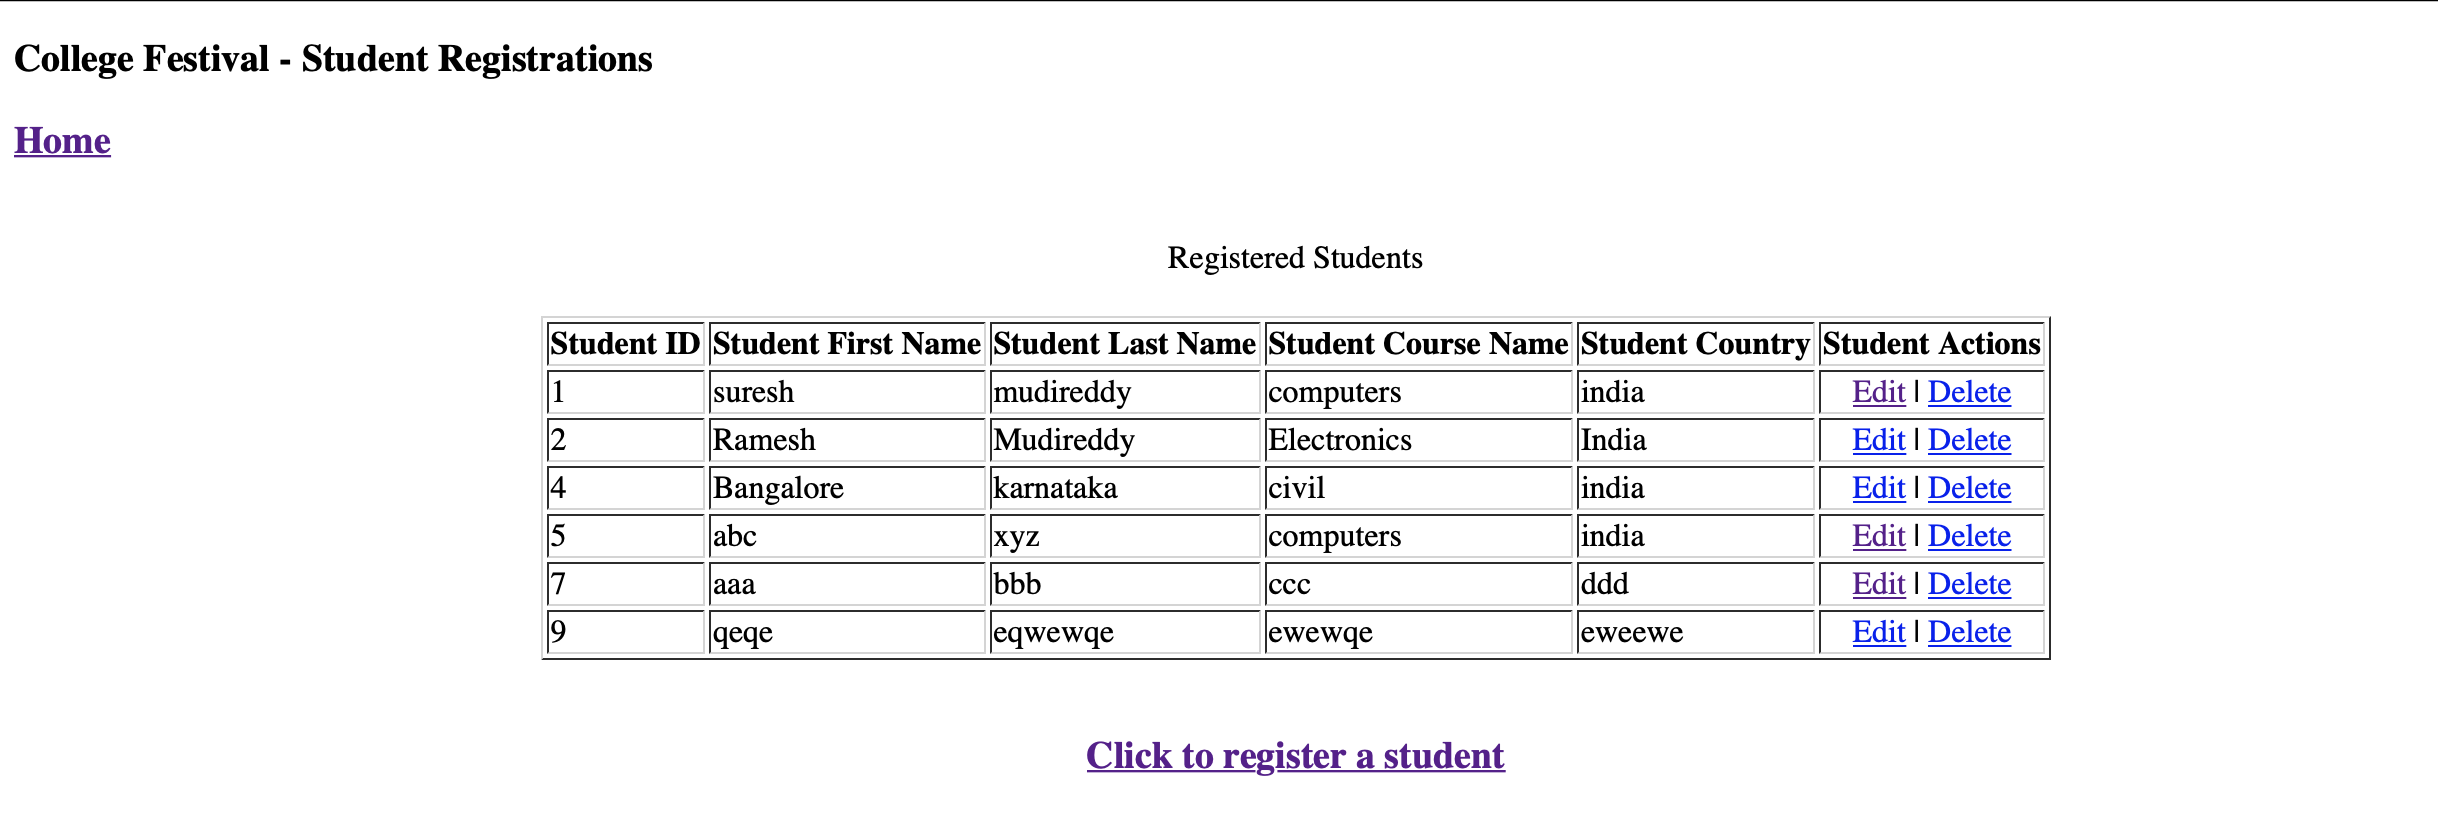 College Festival - Student Registrations
Home
Registered Students
Student ID Student First Name Student Last Name Student Course Name Student Country Student Actions
1 suresh mudireddy computers india Edit | Delete
2 Ramesh Mudireddy Electronics India Edit | Delete
4 Bangalore karnataka civil india Edit | Delete
5 abc xyz computers india Edit | Delete
7 aaa bbb ccc ddd Edit | Delete
9 qeqe eqwewqe ewewqe eweewe Edit | Delete
Click to register a student